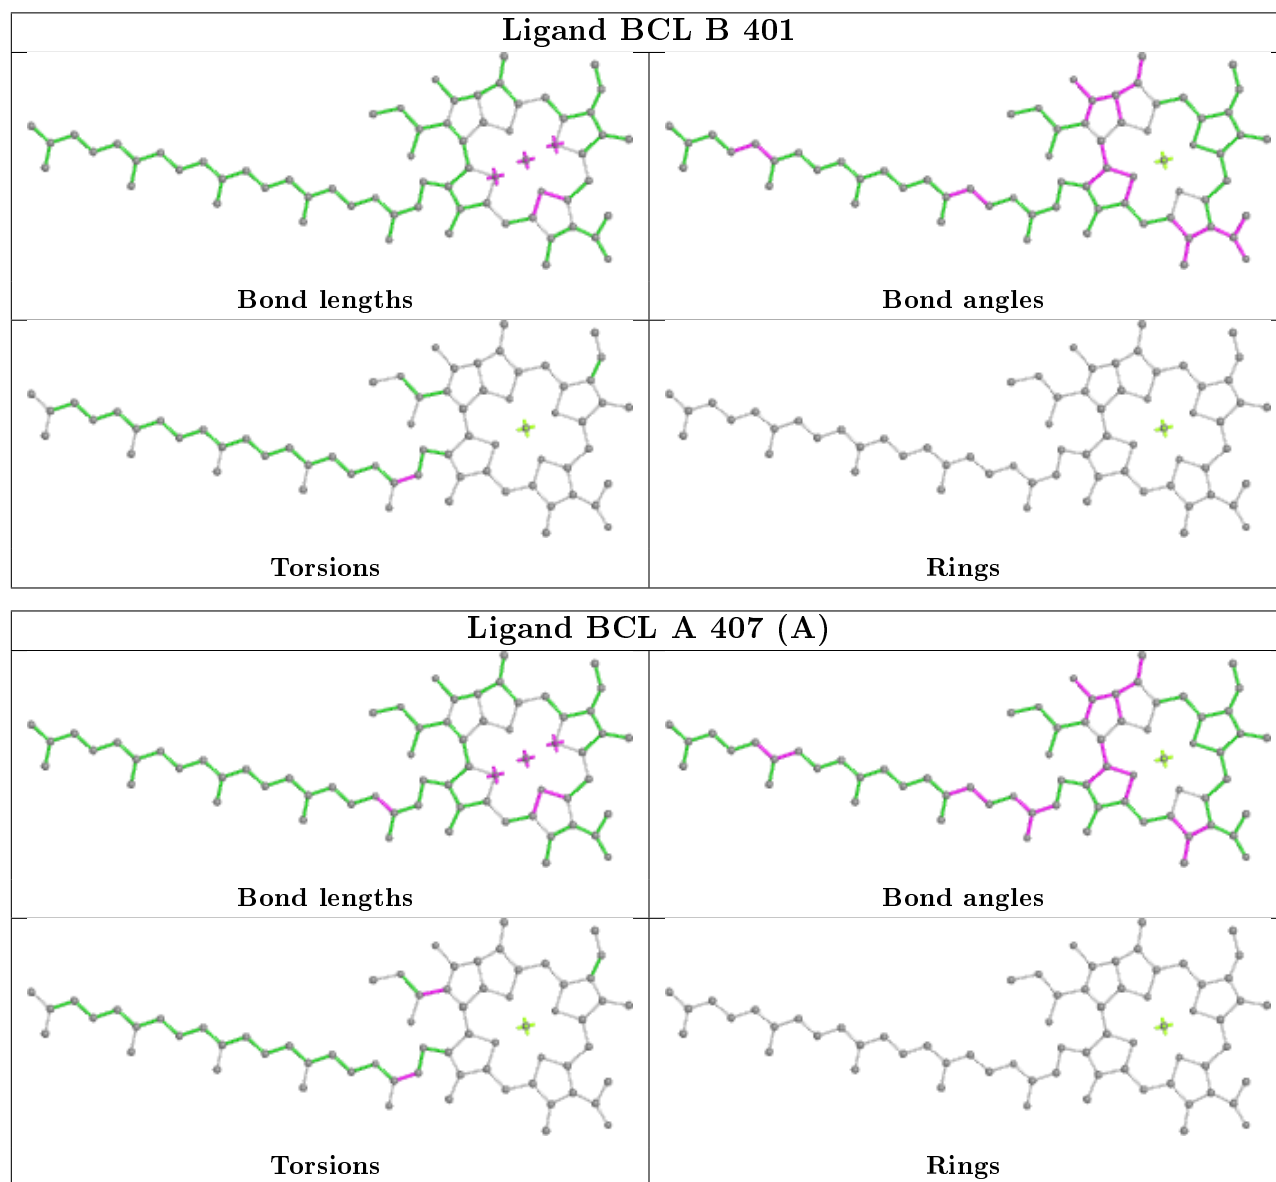 Ligand BCL B 401
Bond lengths
Bond angles
Torsions
Rings
Ligand BCL A 407 (A)
Bond lengths
Bond angles
Torsions
Rings